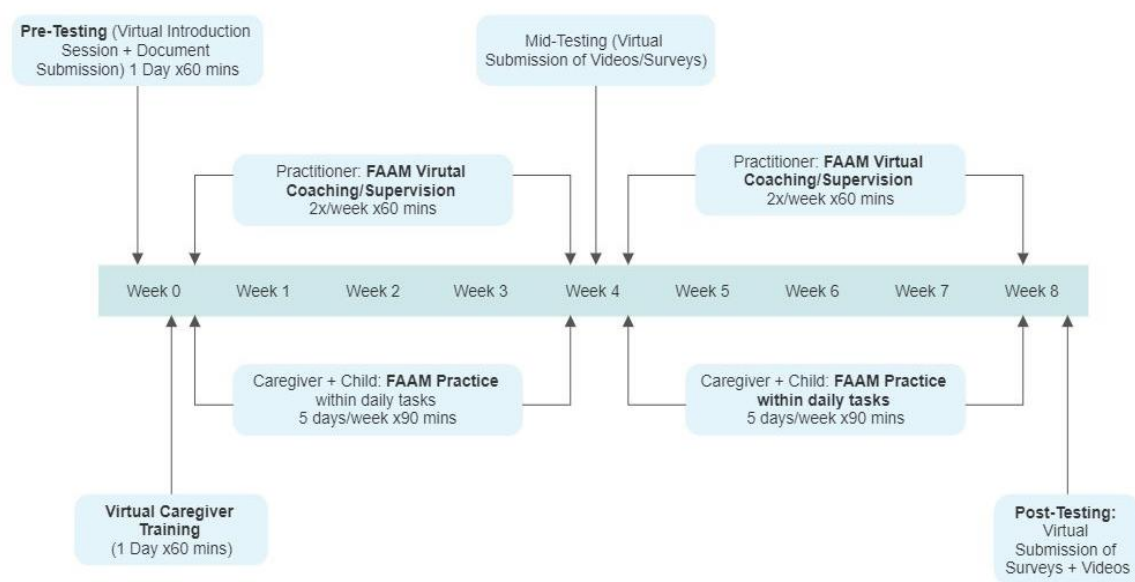 Pre-Testing (Virtual Introduction
Session + Document
Submission) 1 Day x60 mins
Mid-Testing (Virtual
Submission of Videos/Surveys)
Practitioner: FAAM Virutal
Coaching/Supervision
2x/week x60 mins
Practitioner: FAAM Virtual
Coaching/Supervision
2x/week x60 mins
Week 0 Week 1 Week 2 Week 3 Week 4 Week 5 Week 6 Week 7 Week 8
Caregiver + Child: FAAM Practice
within daily tasks
5 days/week x90 mins
Caregiver + Child: FAAM Practice
within daily tasks
5 days/week x90 mins
Virtual Caregiver
Training
(1 Day x60 mins)
Post-Testing:
Virtual
Submission of
Surveys + Videos